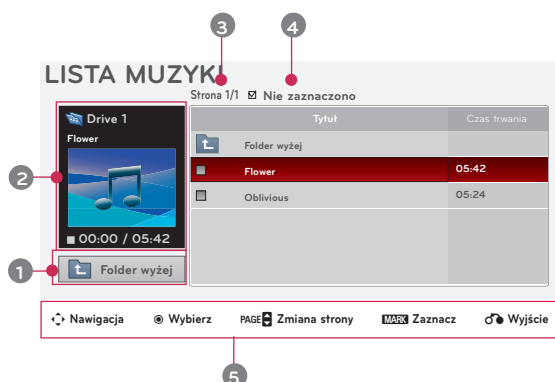 3 4
LISTA MUZYKI
Strona 1/1 Nie zaznaczono
Drive 1
Flower
00:00 / 05:42
Folder wyżej
Tytuł Czas trwania
Folder wyżej
Flower 05:42
Oblivious 05:24
2
1
Nawigacja Wybierz PAGE Zmiana strony MARK Zaznacz Wyjście
5